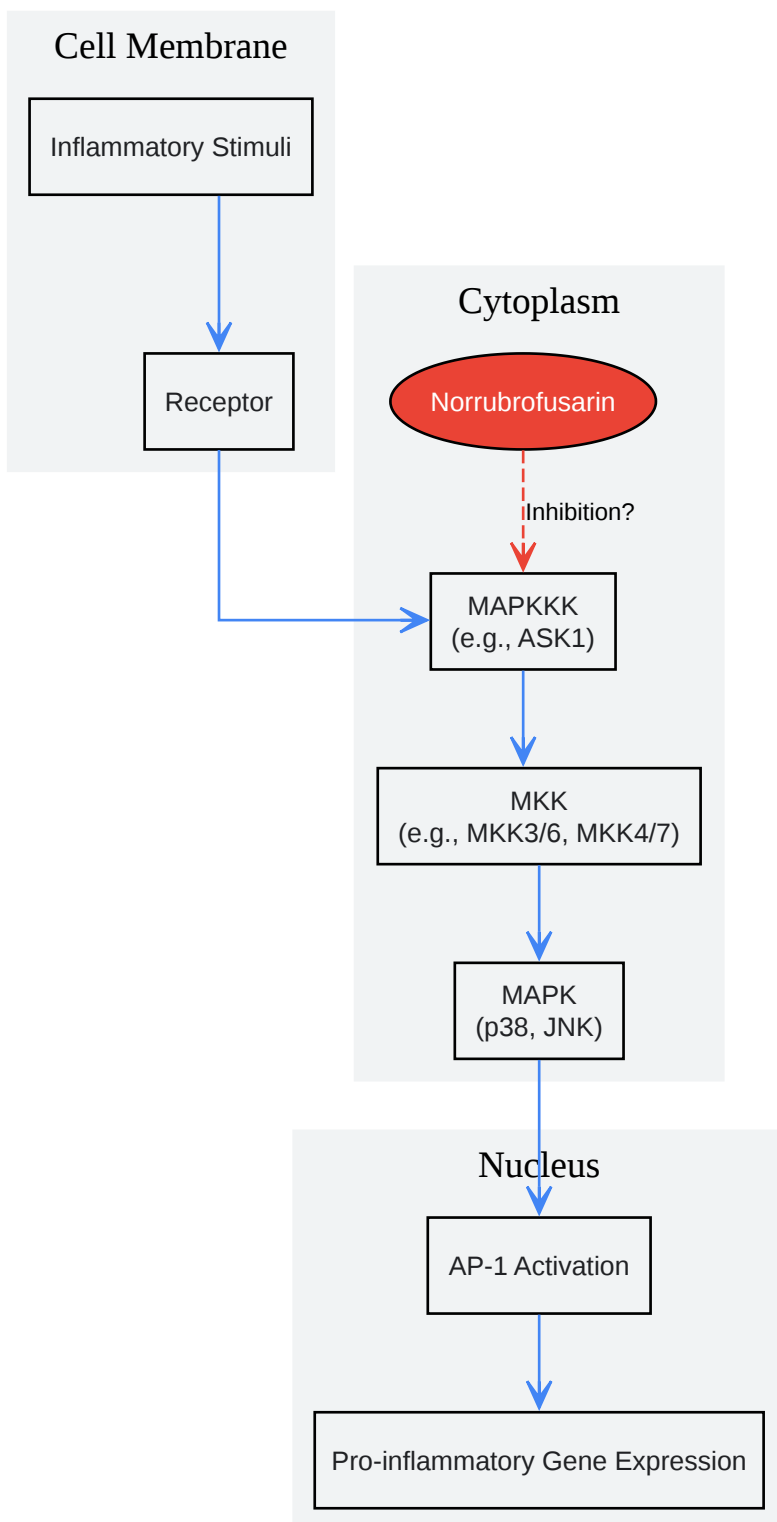 Cell Membrane
Inflammatory Stimuli
Receptor
Cytoplasm
Norrubrofusarin
Inhibition?
MAPKKK
(e.g., ASK1)
MKK
(e.g., MKK3/6, MKK4/7)
MAPK
(p38, JNK)
Nucleus
AP-1 Activation
Pro-inflammatory Gene Expression